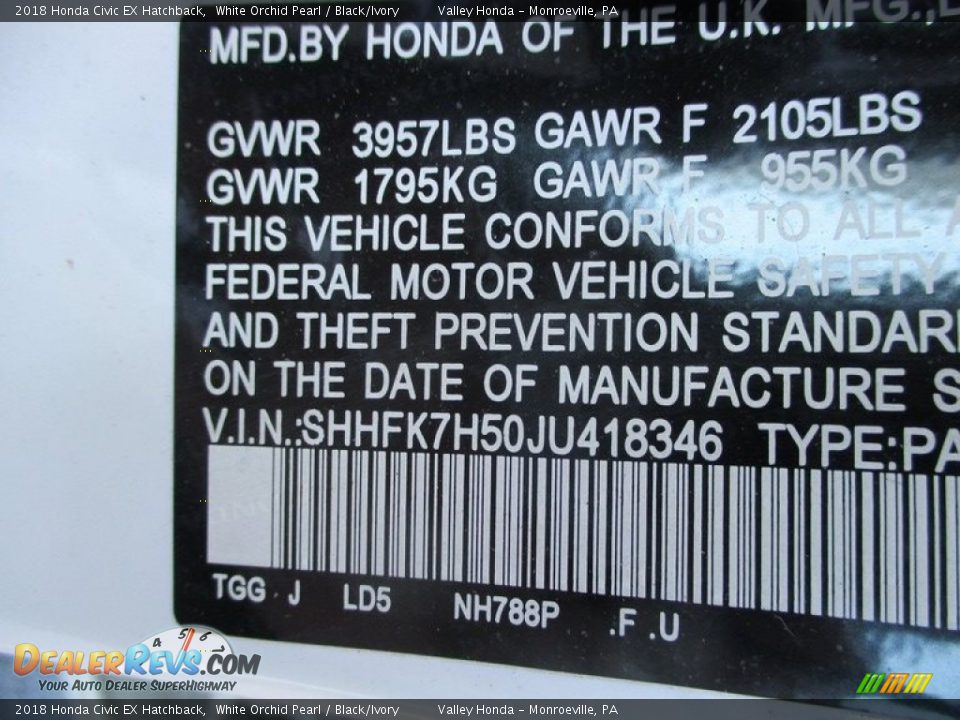 2018 Honda Civic EX Hatchback, White Orchid Pearl / Black/Ivory Valley Honda - Monroeville, PA
MFD.BY HONDA OF THE U.K. MFG.,
GVWR 3957LBS GAWR F 2105LBS
GVWR 1795KG GAWR F 955KG
THIS VEHICLE CONFORMS TO ALL
FEDERAL MOTOR VEHICLE SAFETY
AND THEFT PREVENTION STANDAR
ON THE DATE OF MANUFACTURE S
V.I.N.:SHHFK7H50JU418346 TYPE:PA
TGG J LD5 NH788P .F .U
4 5 6
DEALERREVS.COM
YOUR AUTO DEALER SUPERHIGHWAY
2018 Honda Civic EX Hatchback, White Orchid Pearl / Black/Ivory Valley Honda - Monroeville, PA